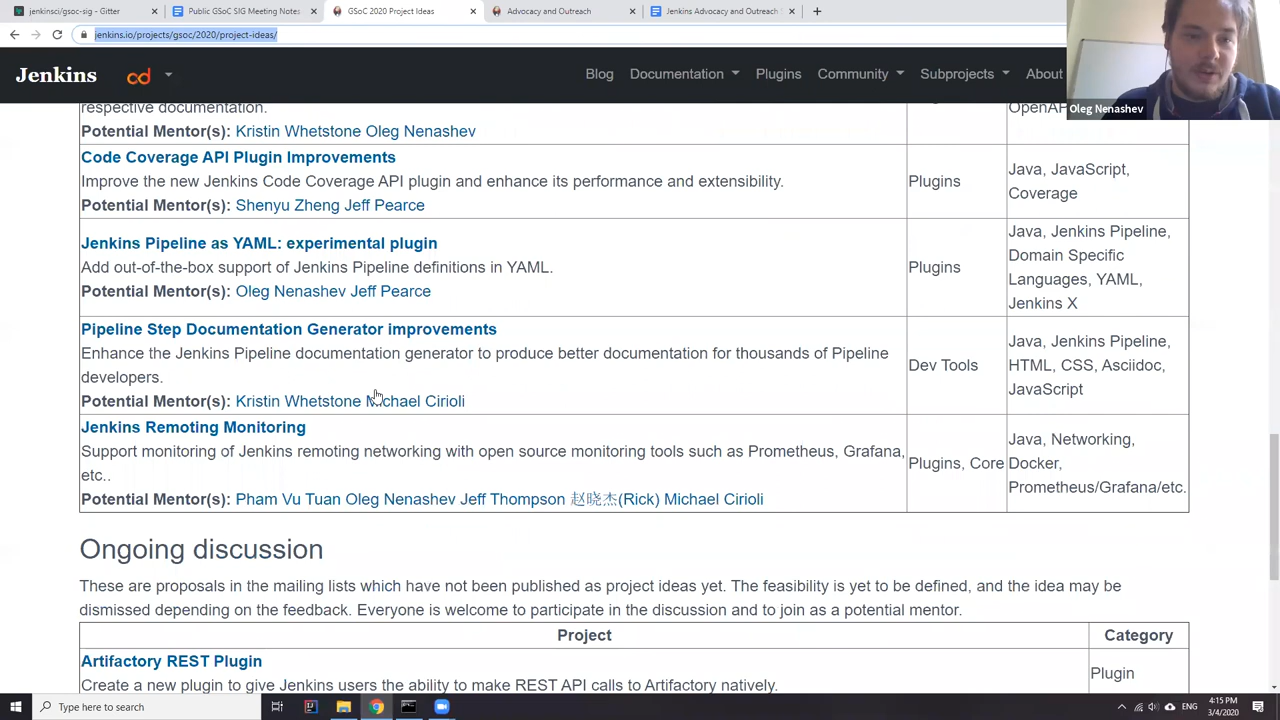 jenkinsci/gsoc-sig - Gitter
Public GSoC SIG Meeting Notes
GSoC 2020 Project Ideas
Advocacy and Outreach
Jenkins Advocacy and Outreach
jenkins.io/projects/gsoc/2020/project-ideas/
Jenkins
cd
Blog
Documentation
Plugins
Community
Subprojects
About
Oleg Nenashev
respective documentation.
Potential Mentor(s): Kristin Whetstone Oleg Nenashev
Code Coverage API Plugin Improvements
Improve the new Jenkins Code Coverage API plugin and enhance its performance and extensibility.
Potential Mentor(s): Shenyu Zheng Jeff Pearce
Plugins
Java, JavaScript,
Coverage
Jenkins Pipeline as YAML: experimental plugin
Add out-of-the-box support of Jenkins Pipeline definitions in YAML.
Potential Mentor(s): Oleg Nenashev Jeff Pearce
Plugins
Java, Jenkins Pipeline,
Domain Specific
Languages, YAML,
Jenkins X
Pipeline Step Documentation Generator improvements
Enhance the Jenkins Pipeline documentation generator to produce better documentation for thousands of Pipeline
developers.
Potential Mentor(s): Kristin Whetstone Michael Cirioli
Dev Tools
Java, Jenkins Pipeline,
HTML, CSS, Asciidoc,
JavaScript
Jenkins Remoting Monitoring
Support monitoring of Jenkins remoting networking with open source monitoring tools such as Prometheus, Grafana,
etc..
Potential Mentor(s): Pham Vu Tuan Oleg Nenashev Jeff Thompson 赵晓杰(Rick) Michael Cirioli
Plugins, Core
Java, Networking,
Docker,
Prometheus/Grafana/etc.
Ongoing discussion
These are proposals in the mailing lists which have not been published as project ideas yet. The feasibility is yet to be defined, and the idea may be
dismissed depending on the feedback. Everyone is welcome to participate in the discussion and to join as a potential mentor.
Project
Category
Artifactory REST Plugin
Create a new plugin to give Jenkins users the ability to make REST API calls to Artifactory natively.
Plugin
Type here to search
ENG
4:15 PM
3/4/2020